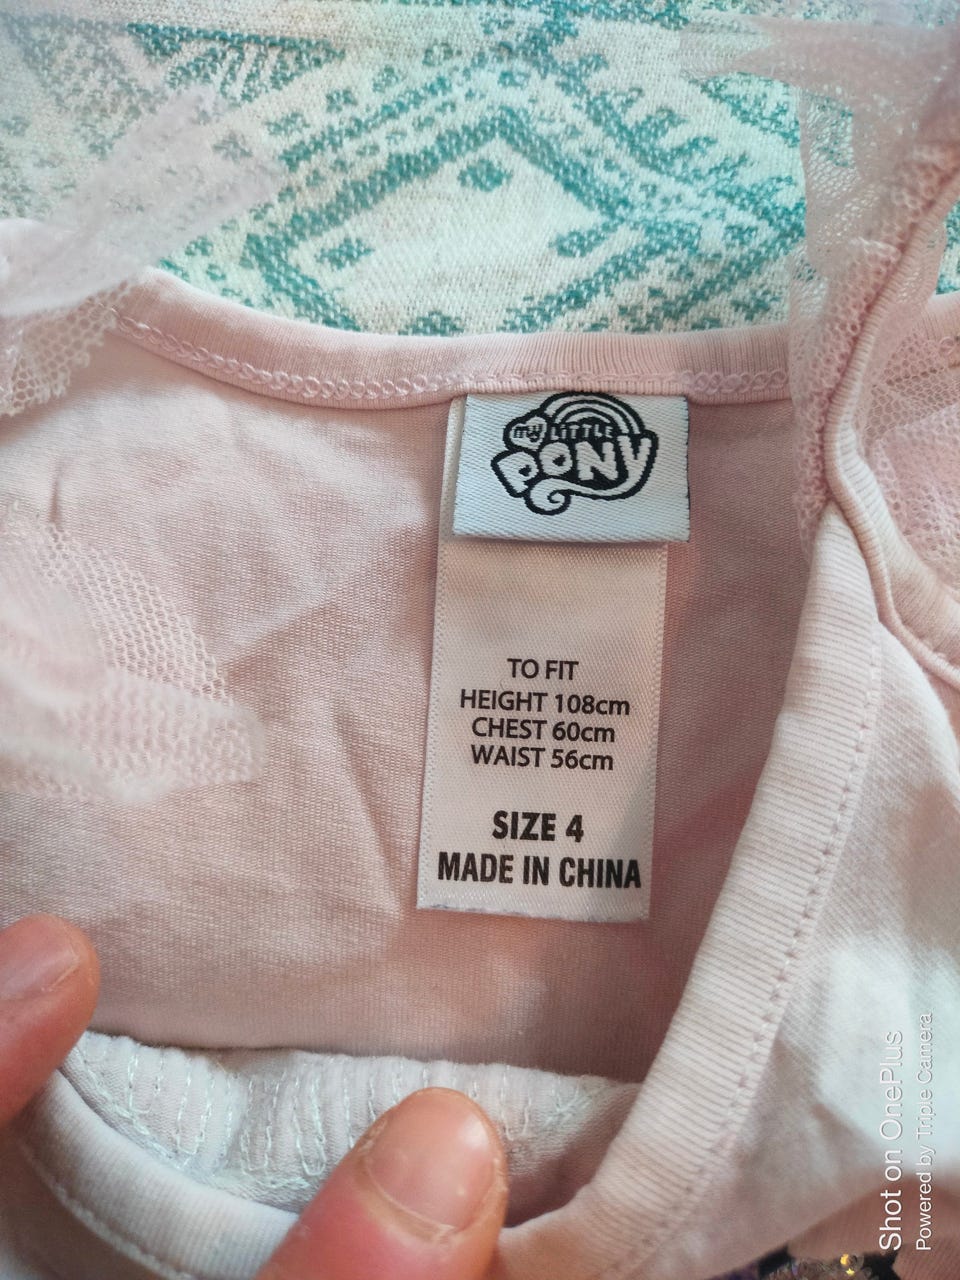 my LITTLE
PONY
TO FIT
HEIGHT 108cm
CHEST 60cm
WAIST 56cm
SIZE 4
MADE IN CHINA
Shot on OnePlus
Powered by Triple Camera